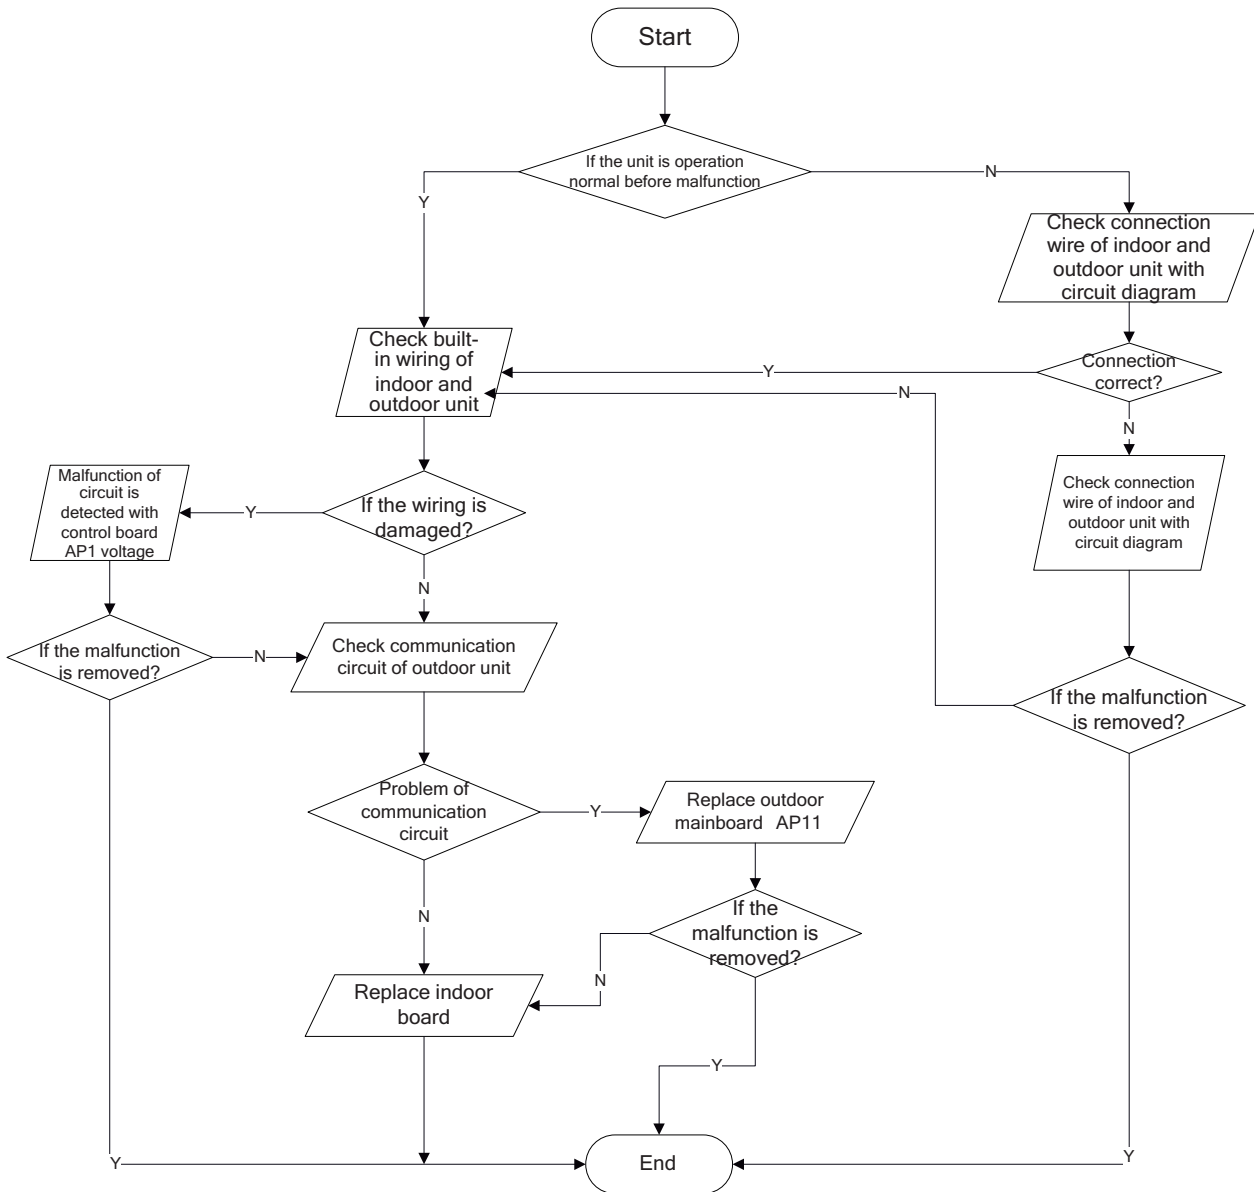 Start
If the unit is operation
normal before malfunction
N
Y
Check connection
wire of indoor and
outdoor unit with
circuit diagram
Check built-
in wiring of
indoor and
outdoor unit
Y
Connection
correct?
N
N
Malfunction of
circuit is
detected with
control board
AP1 voltage
Y
If the wiring is
damaged?
Check connection
wire of indoor and
outdoor unit with
circuit diagram
N
If the malfunction
is removed?
N
Check communication
circuit of outdoor unit
If the malfunction
is removed?
Problem of
communication
circuit
Y
Replace outdoor
mainboard AP11
N
If the
malfunction is
removed?
N
Replace indoor
board
Y
Y
End
Y